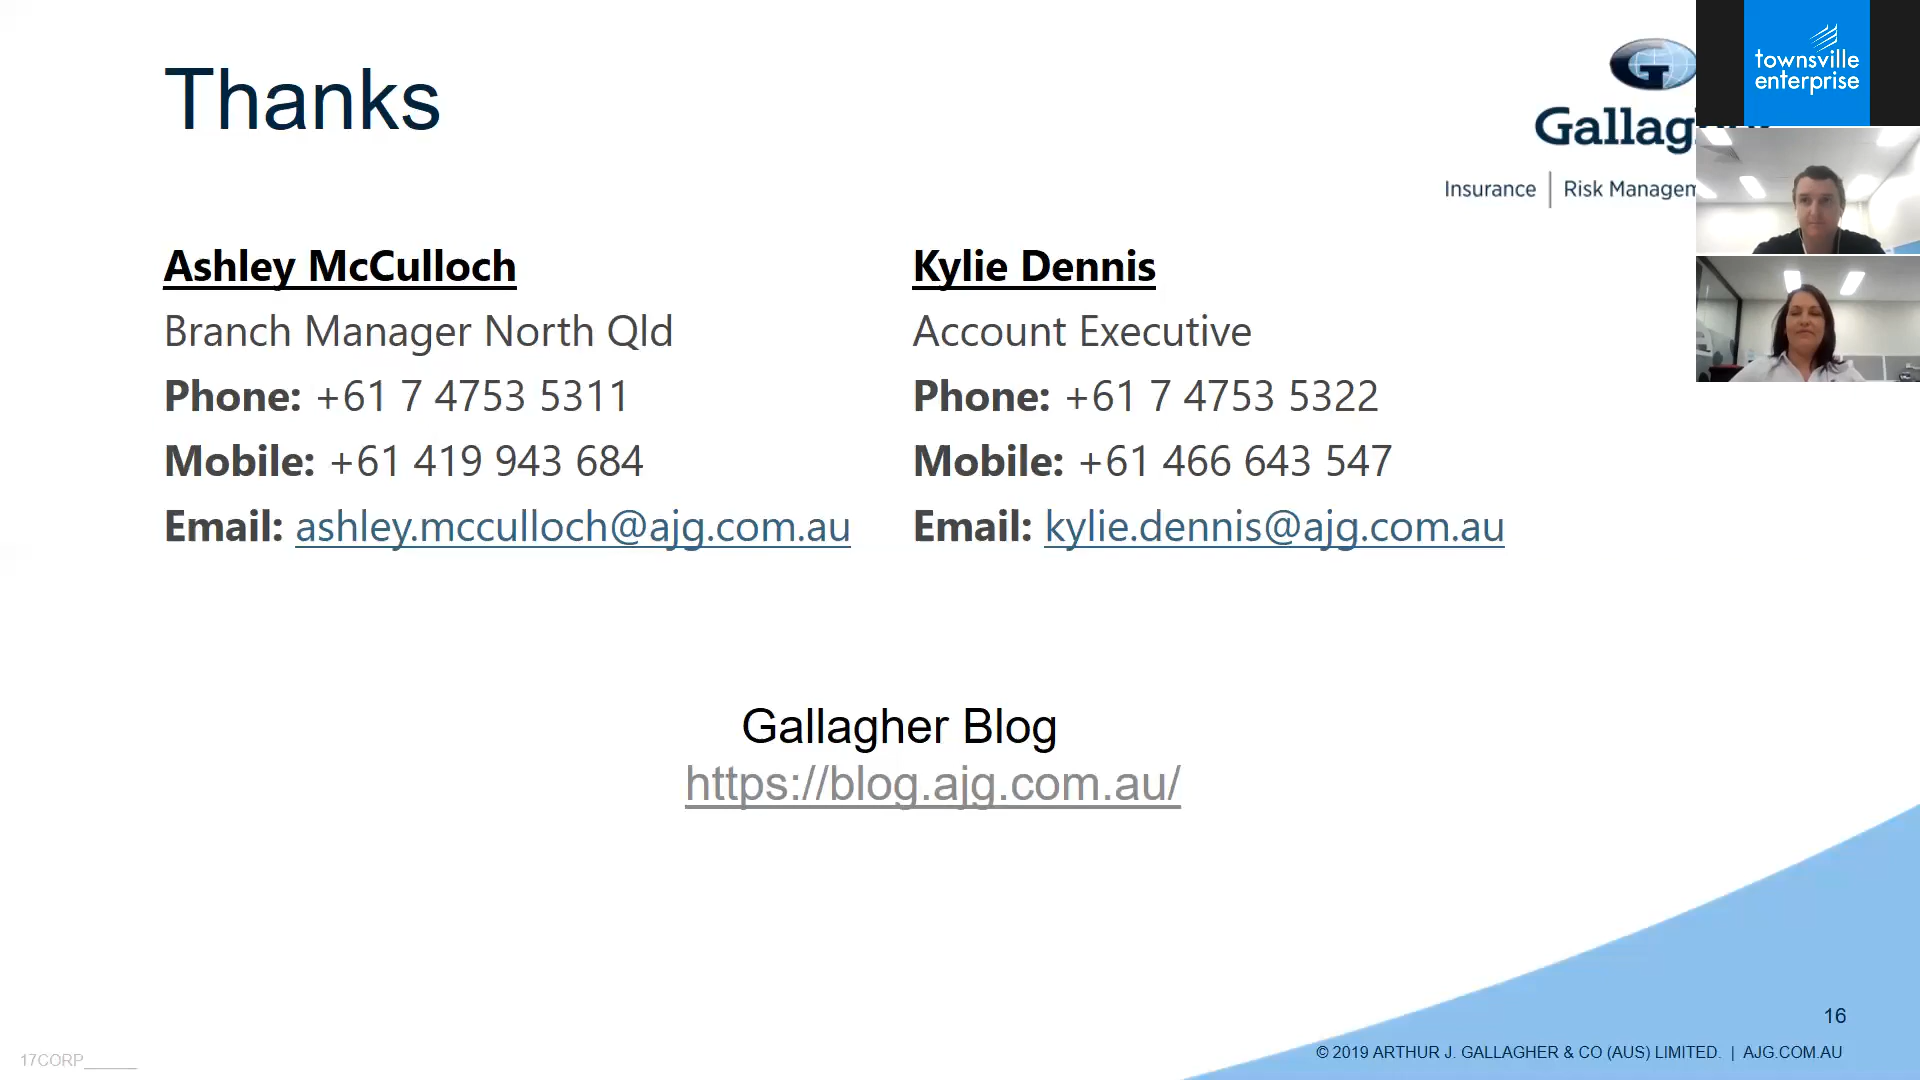 Thanks
Gallag
Insurance | Risk Managem
townsville
enterprise
Ashley McCulloch
Branch Manager North Qld
Phone: +61 7 4753 5311
Mobile: +61 419 943 684
Email: ashley.mcculloch@ajg.com.au
Kylie Dennis
Account Executive
Phone: +61 7 4753 5322
Mobile: +61 466 643 547
Email: kylie.dennis@ajg.com.au
Gallagher Blog
https://blog.ajg.com.au/
16
© 2019 ARTHUR J. GALLAGHER & CO (AUS) LIMITED. | AJG.COM.AU
17CORP______